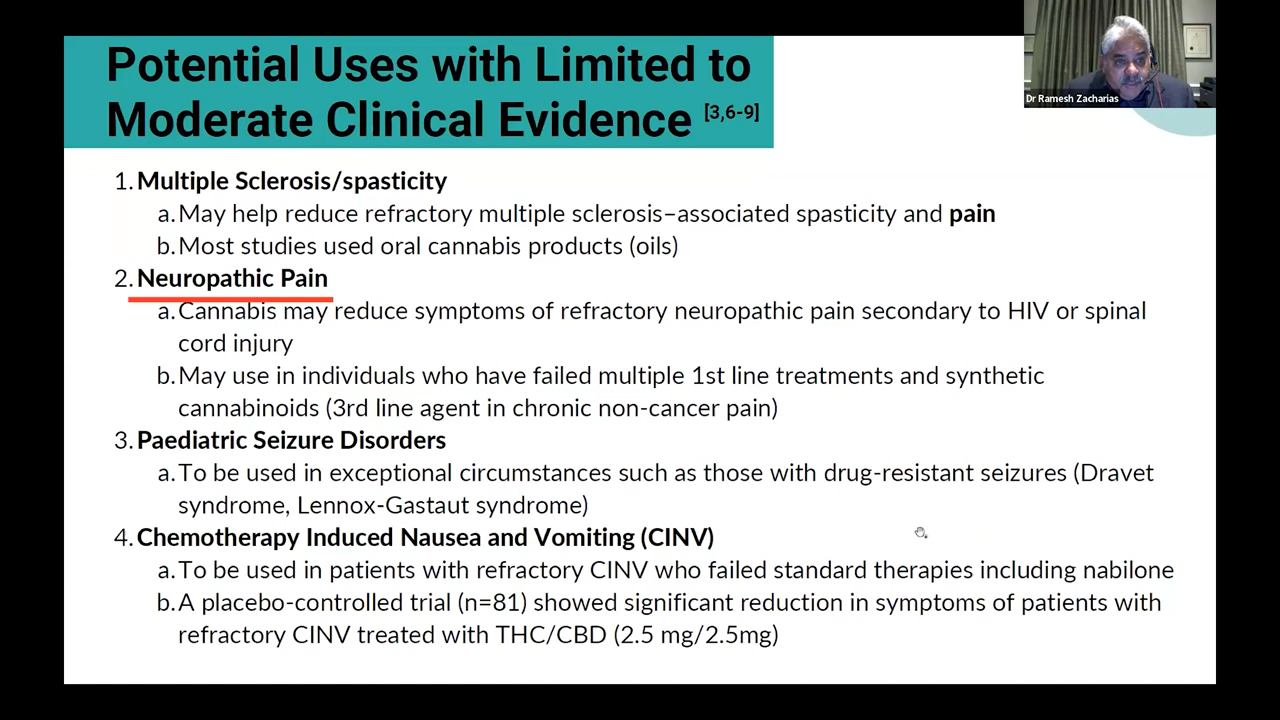 Potential Uses with Limited to
Moderate Clinical Evidence [3,6-9]
Dr Ramesh Zacharias
1. Multiple Sclerosis/spasticity
a. May help reduce refractory multiple sclerosis–associated spasticity and pain
b. Most studies used oral cannabis products (oils)
2. Neuropathic Pain
a. Cannabis may reduce symptoms of refractory neuropathic pain secondary to HIV or spinal
cord injury
b. May use in individuals who have failed multiple 1st line treatments and synthetic
cannabinoids (3rd line agent in chronic non-cancer pain)
3. Paediatric Seizure Disorders
a. To be used in exceptional circumstances such as those with drug-resistant seizures (Dravet
syndrome, Lennox-Gastaut syndrome)
4. Chemotherapy Induced Nausea and Vomiting (CINV)
a. To be used in patients with refractory CINV who failed standard therapies including nabilone
b. A placebo-controlled trial (n=81) showed significant reduction in symptoms of patients with
refractory CINV treated with THC/CBD (2.5 mg/2.5mg)